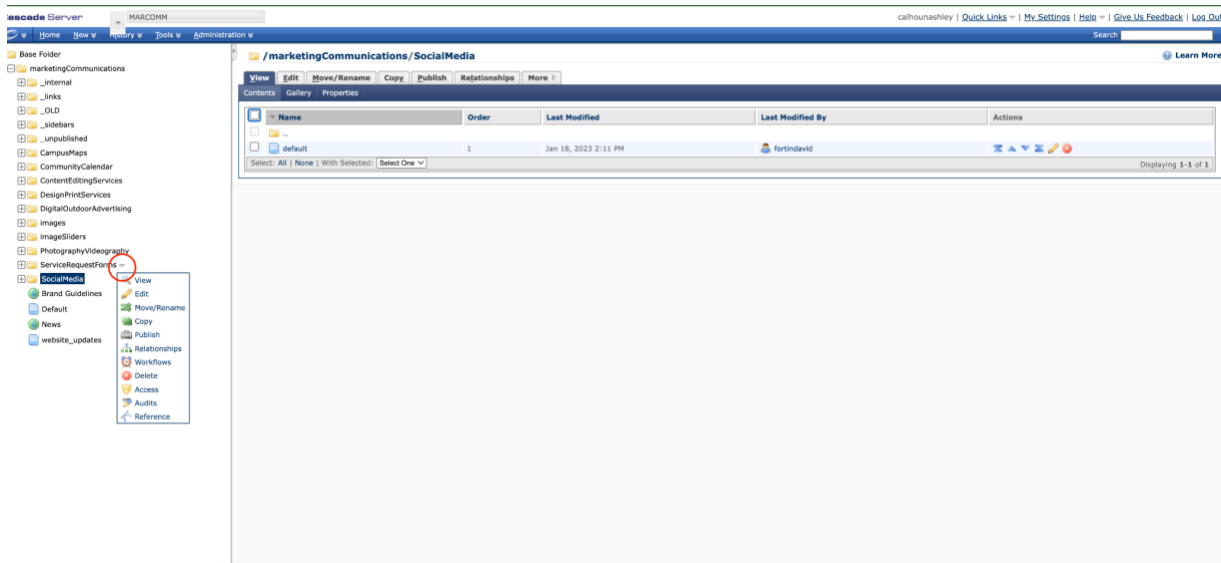 ascade Server
MARCOMM
calhounashley | Quick Links | My Settings | Help | Give Us Feedback | Log Out
Home New History Tools Administration
Search
Base Folder
marketingCommunications
_internal
_links
_OLD
_sidebars
_unpublished
CampusMaps
CommunityCalendar
ContentEditingServices
DesignPrintServices
DigitalOutdoorAdvertising
images
imageSliders
PhotographyVideography
ServiceRequestForms
SocialMedia
Brand Guidelines
Default
News
website_updates
View
Edit
Move/Rename
Copy
Publish
Relationships
Workflows
Delete
Access
Audits
Reference
/marketingCommunications/SocialMedia
Learn More
View Edit Move/Rename Copy Publish Relationships More
Contents Gallery Properties
Name Order Last Modified Last Modified By Actions
..
default 1 Jan 18, 2023 2:11 PM fortindavid
Select: All | None | With Selected: Select One
Displaying 1-1 of 1